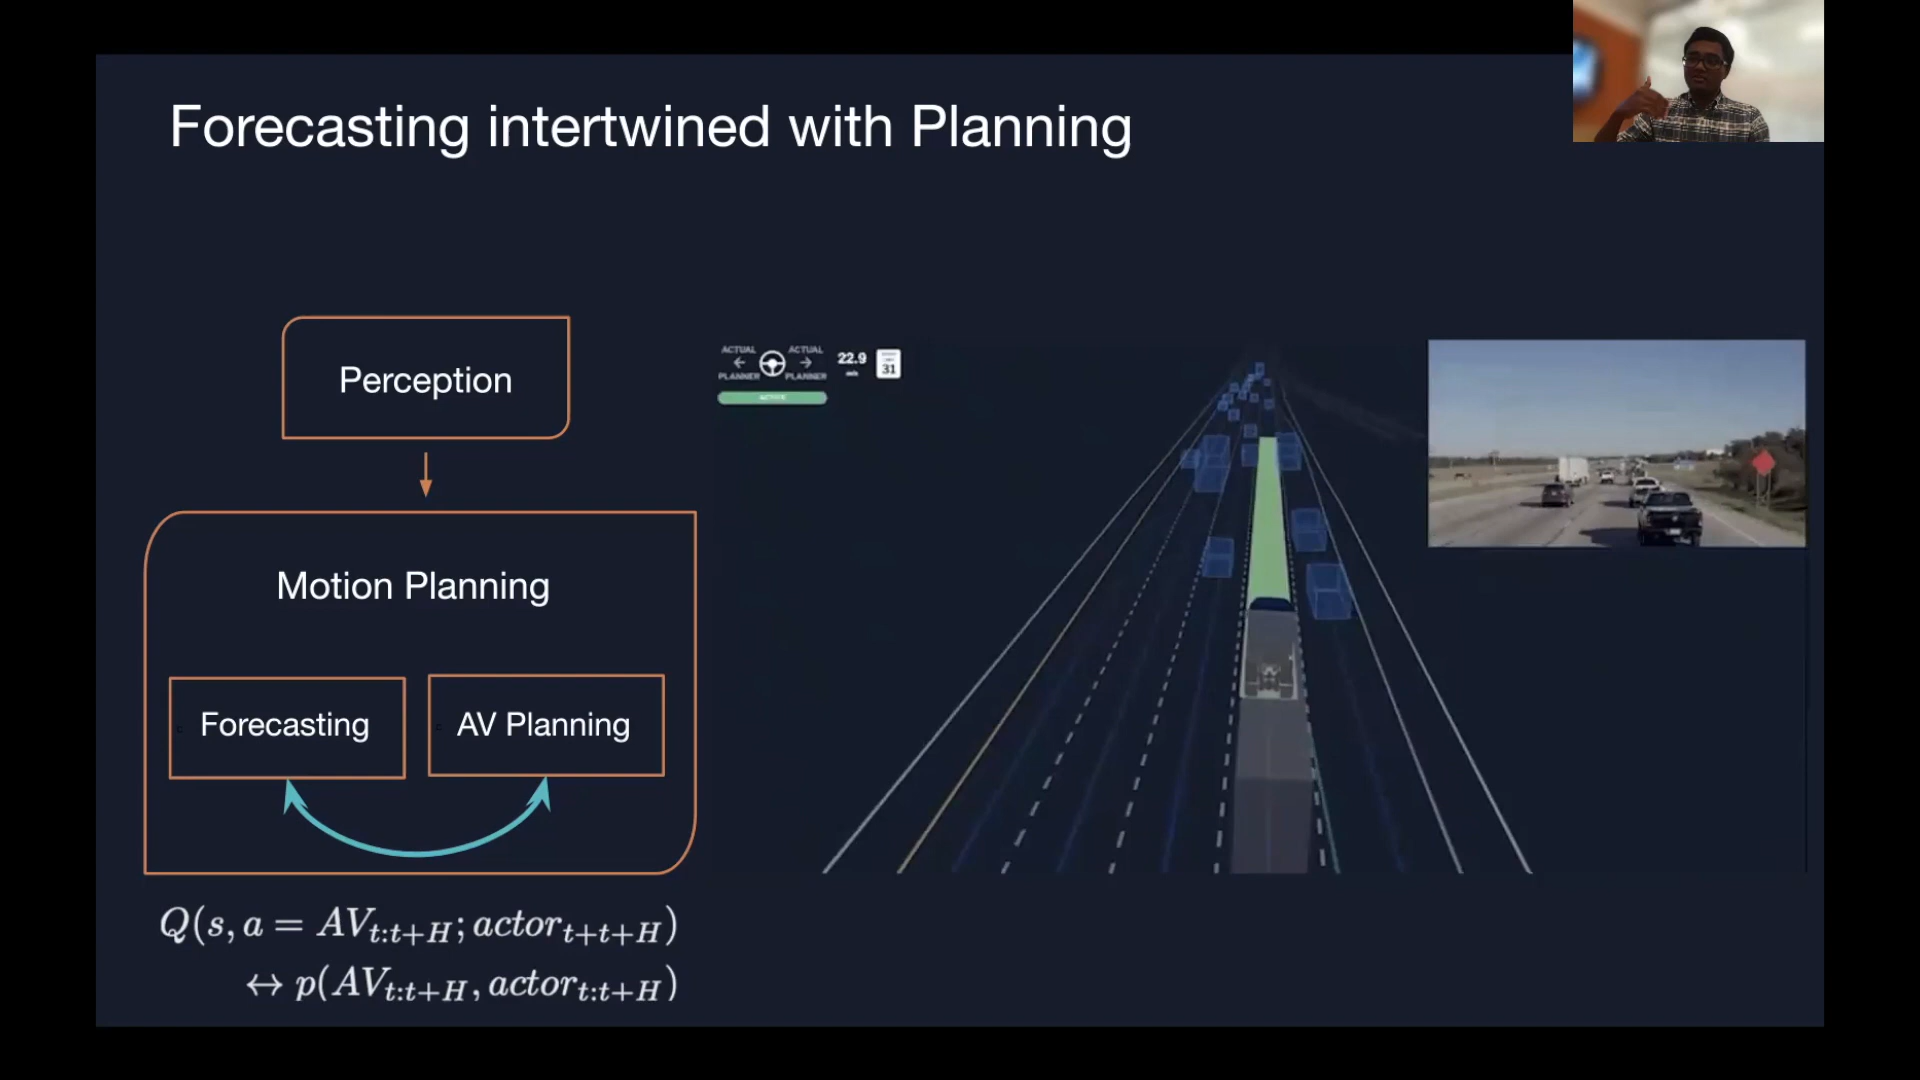 Forecasting intertwined with Planning
Perception
Motion Planning
Forecasting
AV Planning
Q(s, a = AV_{t:t+H}; actor_{t+t+H})
↔ p(AV_{t:t+H}, actor_{t:t+H})
ACTUAL ACTUAL
← →
PLANNER PLANNER
22.9
31
ACTIVE